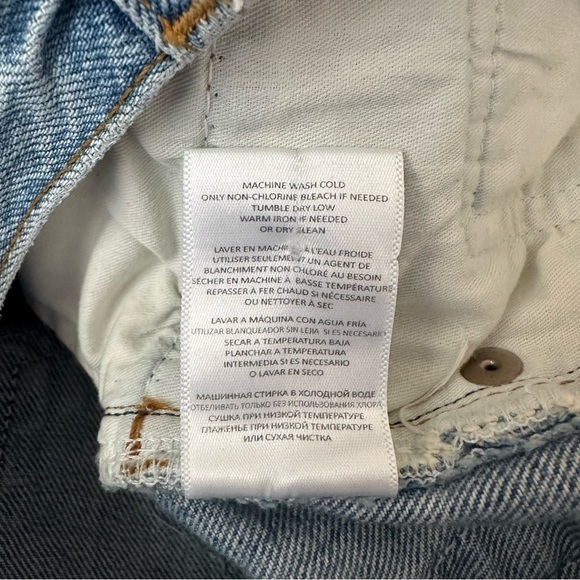 MACHINE WASH COLD
ONLY NON-CHLORINE BLEACH IF NEEDED
TUMBLE DRY LOW
WARM IRON IF NEEDED
OR DRY CLEAN
LAVER EN MACHINE À L'EAU FROIDE
UTILISER SEULEMENT UN AGENT DE
BLANCHIMENT NON CHLORÉ AU BESOIN
SÉCHER EN MACHINE À BASSE TEMPÉRATURE
REPASSER À FER CHAUD SI NÉCESSAIRE
OU NETTOYER À SEC
LAVAR A MÁQUINA CON AGUA FRÍA
UTILIZAR BLANQUEADOR SIN LEJIA SI ES NECESARIO
SECAR A TEMPERATURA BAJA
PLANCHAR A TEMPERATURA
INTERMEDIA SI ES NECESARIO
O LAVAR EN SECO
МАШИННАЯ СТИРКА В ХОЛОДНОЙ ВОДЕ
ОТБЕЛИВАТЬ ТОЛЬКО БЕЗ ИСПОЛЬЗОВАНИЯ ХЛОРА
СУШКА ПРИ НИЗКОЙ ТЕМПЕРАТУРЕ
ГЛАЖЕНЬЕ ПРИ НИЗКОЙ ТЕМПЕРАТУРЕ
ИЛИ СУХАЯ ЧИСТКА